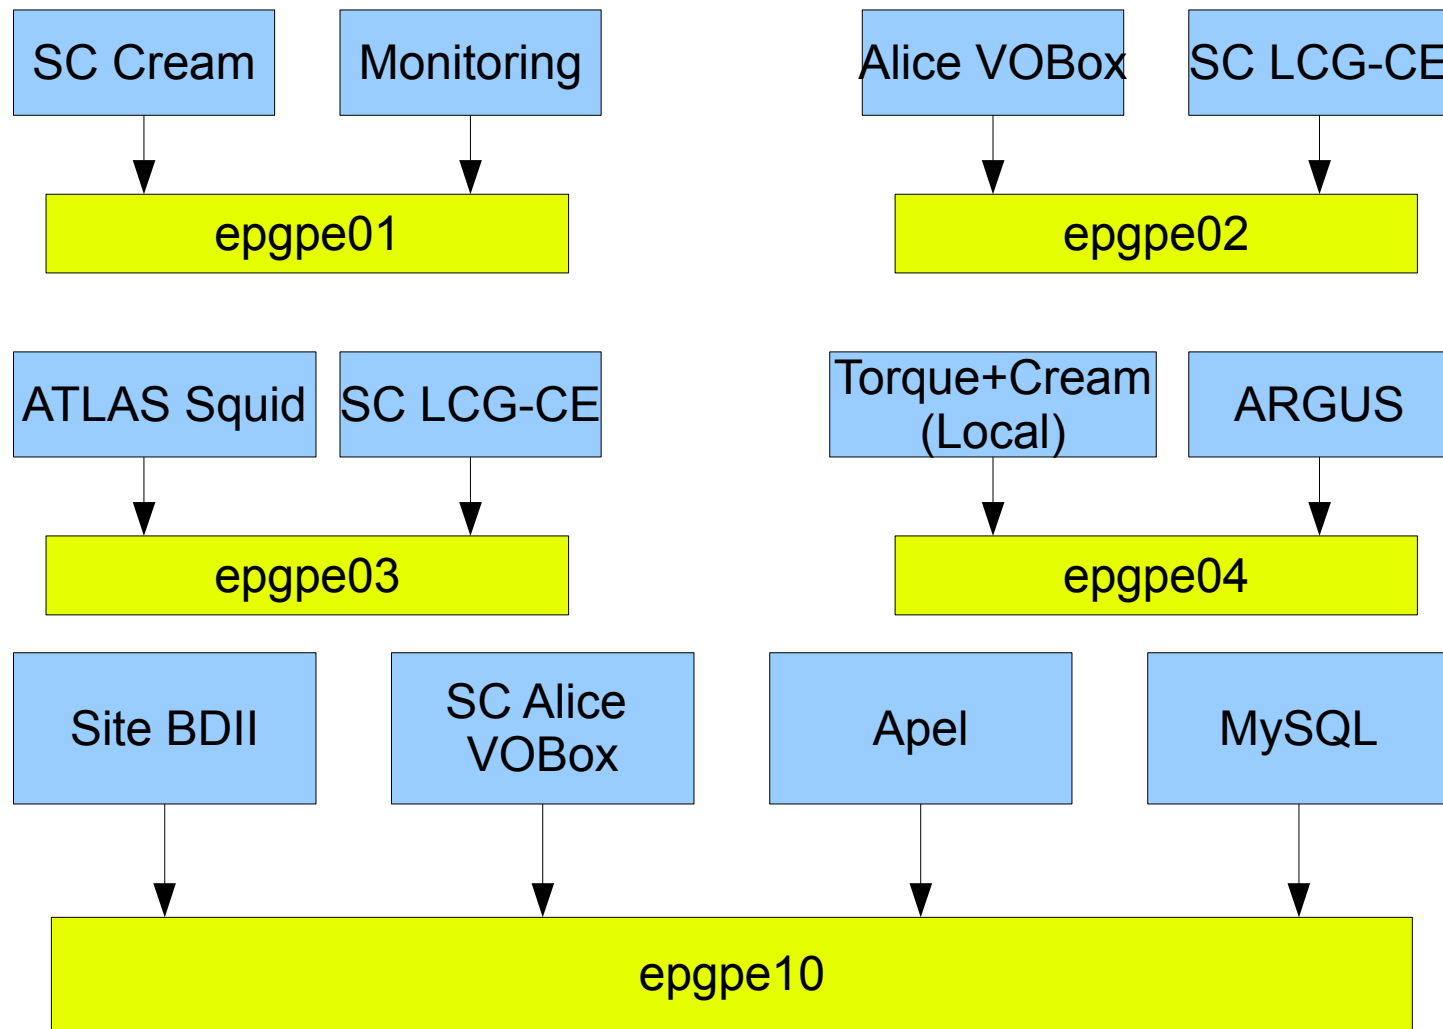 SC Cream
Monitoring
Alice VOBox
SC LCG-CE
epgpe01
epgpe02
ATLAS Squid
SC LCG-CE
Torque+Cream
(Local)
ARGUS
epgpe03
epgpe04
Site BDII
SC Alice
VOBox
Apel
MySQL
epgpe10